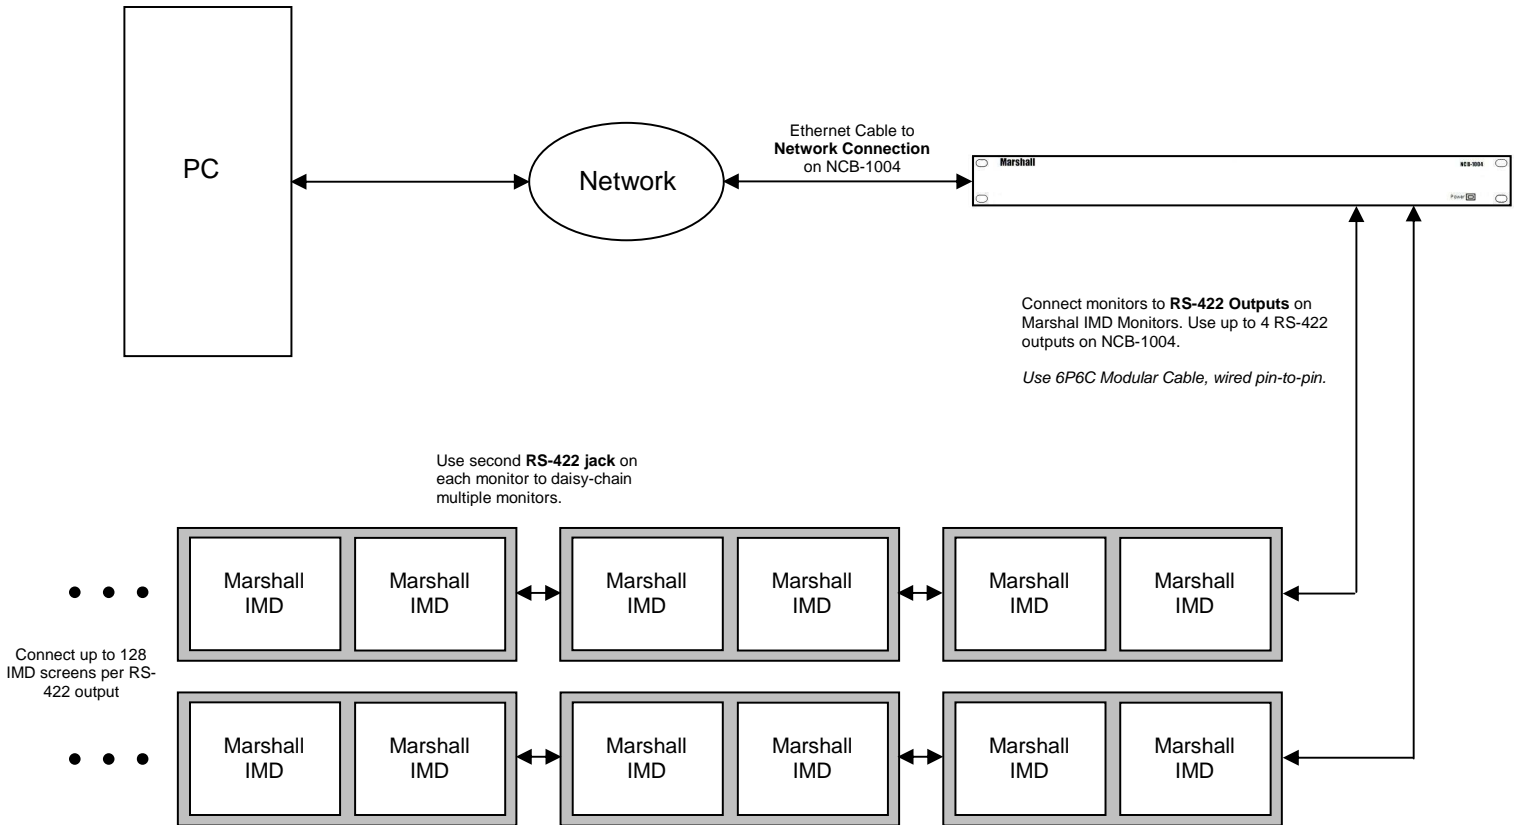 PC
Network
Ethernet Cable to
Network Connection
on NCB-1004
Marshall
NCB-1004
Power
Connect monitors to RS-422 Outputs on
Marshal IMD Monitors. Use up to 4 RS-422
outputs on NCB-1004.
Use 6P6C Modular Cable, wired pin-to-pin.
Use second RS-422 jack on
each monitor to daisy-chain
multiple monitors.
Marshall
IMD
Marshall
IMD
Marshall
IMD
Marshall
IMD
Marshall
IMD
Marshall
IMD
Connect up to 128
IMD screens per RS-
422 output
Marshall
IMD
Marshall
IMD
Marshall
IMD
Marshall
IMD
Marshall
IMD
Marshall
IMD